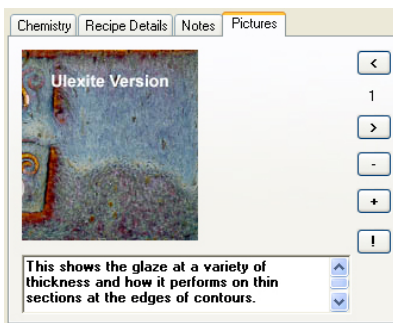 Chemistry Recipe Details Notes Pictures
Ulexite Version
<
1
>
-
+
!
This shows the glaze at a variety of
thickness and how it performs on thin
sections at the edges of contours.